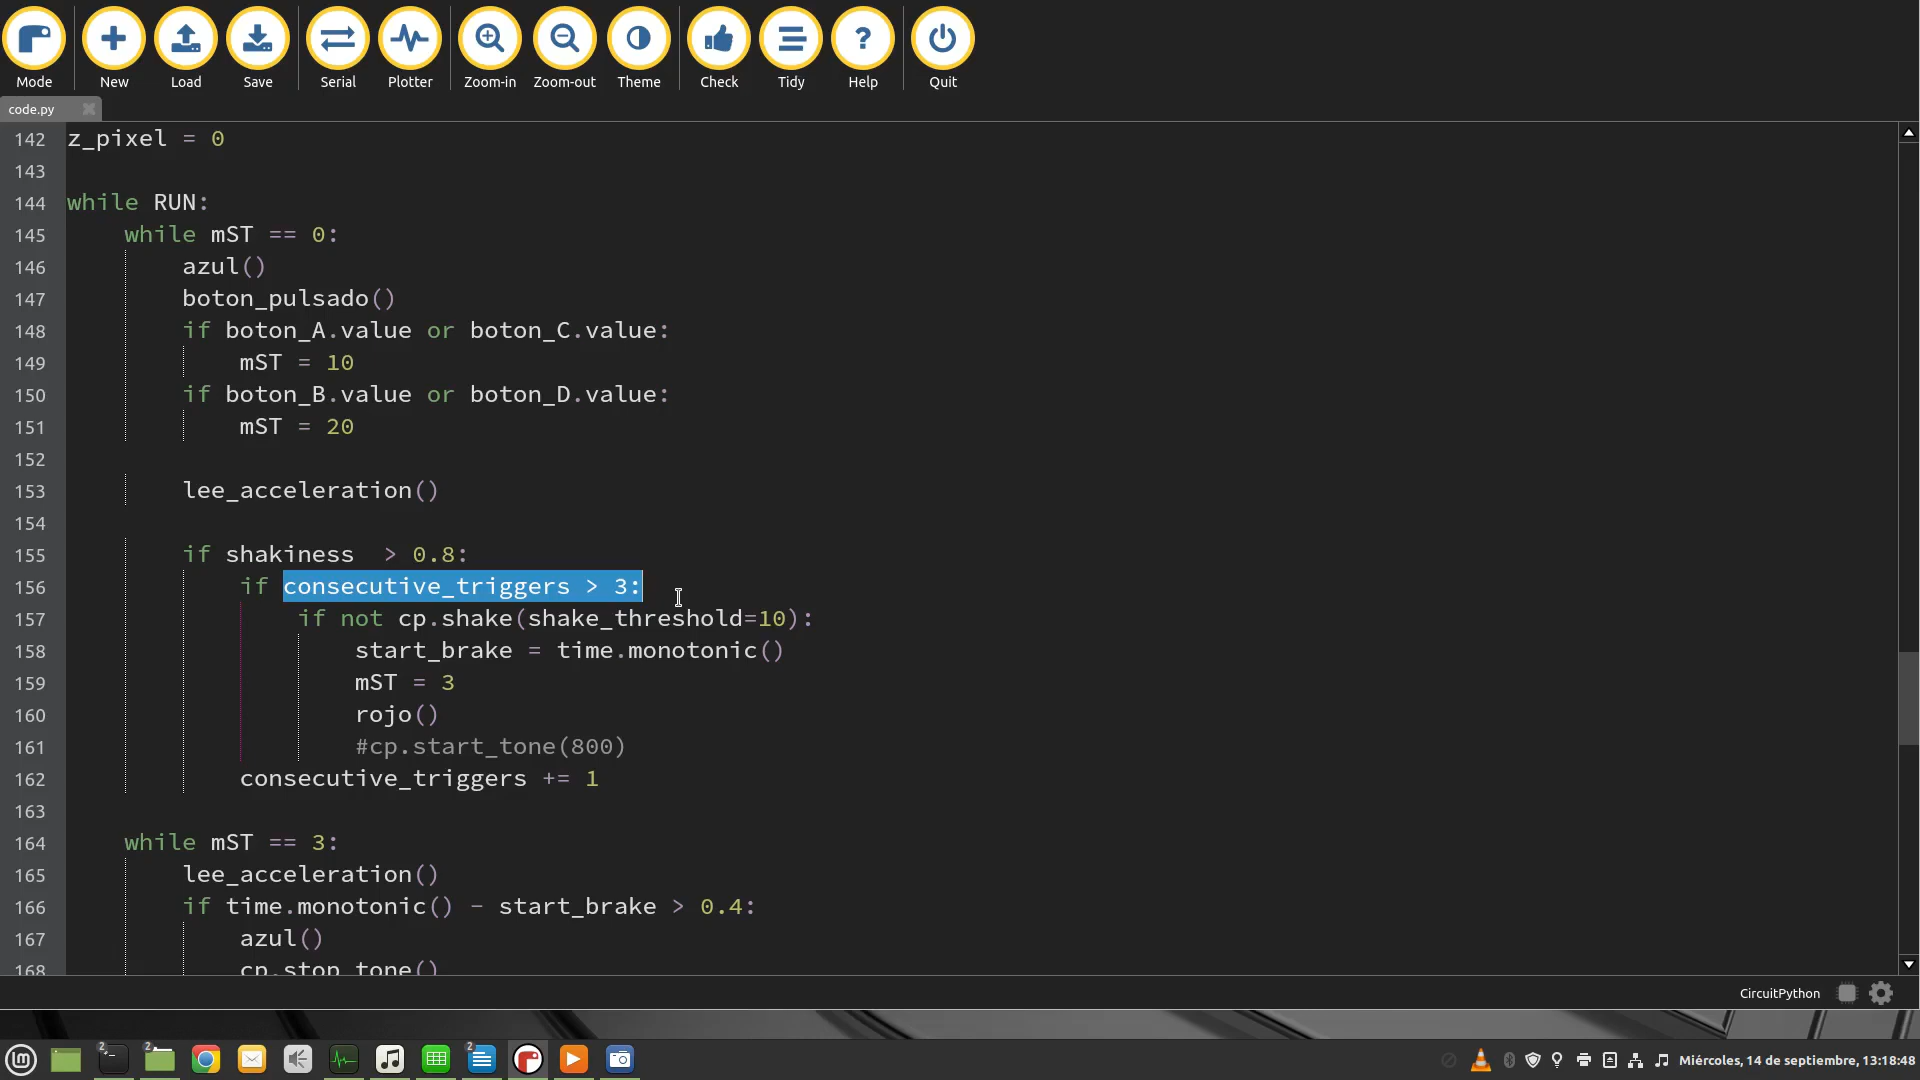 Mode
New
Load
Save
Serial
Plotter
Zoom-in
Zoom-out
Theme
Check
Tidy
Help
Quit
code.py
142 z_pixel = 0
143
144 while RUN:
145 while mST == 0:
146 azul()
147 boton_pulsado()
148 if boton_A.value or boton_C.value:
149 mST = 10
150 if boton_B.value or boton_D.value:
151 mST = 20
152
153 lee_acceleration()
154
155 if shakiness  > 0.8:
156 if consecutive_triggers > 3:
157 if not cp.shake(shake_threshold=10):
158 start_brake = time.monotonic()
159 mST = 3
160 rojo()
161 #cp.start_tone(800)
162 consecutive_triggers += 1
163
164 while mST == 3:
165 lee_acceleration()
166 if time.monotonic() - start_brake > 0.4:
167 azul()
168 cp.stop_tone()
CircuitPython
2 2 2
Miércoles, 14 de septiembre, 13:18:48